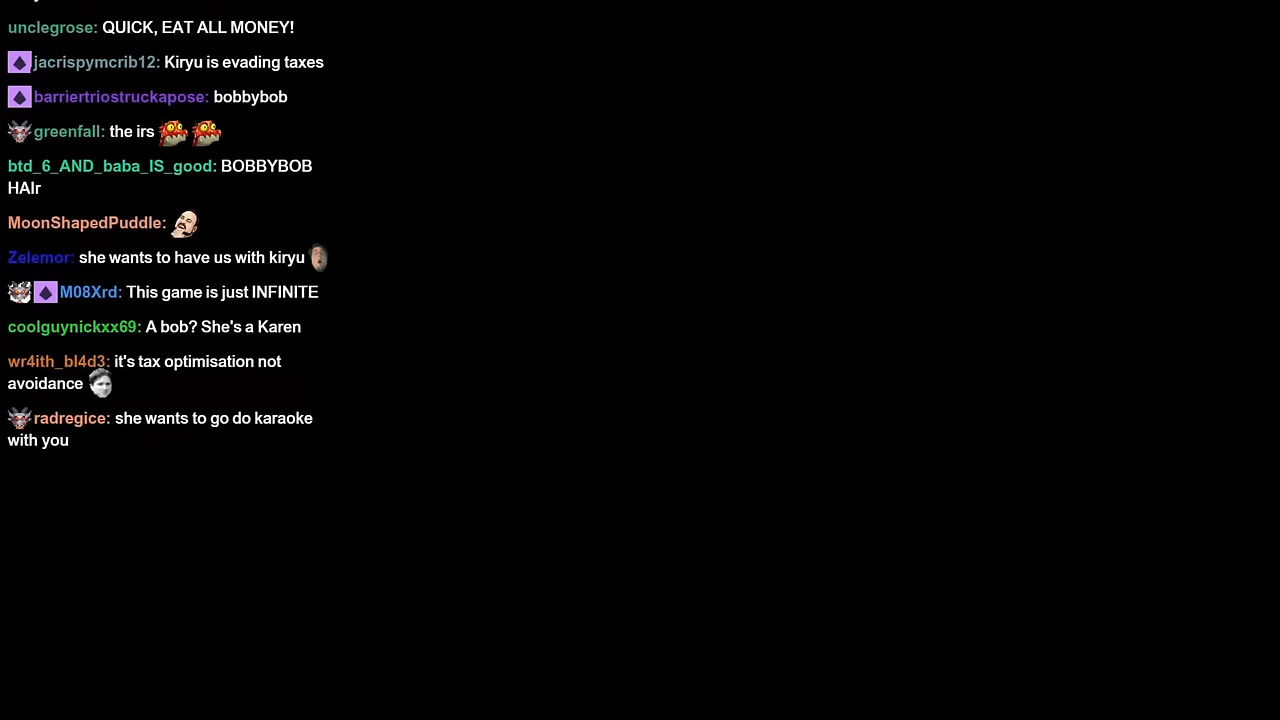 unclegrose: QUICK, EAT ALL MONEY!
jacrispymcrib12: Kiryu is evading taxes
barriertriostruckapose: bobbybob
greenfall: the irs
btd_6_AND_baba_IS_good: BOBBYBOB
HAIr
MoonShapedPuddle:
Zelemor: she wants to have us with kiryu
M08Xrd: This game is just INFINITE
coolguynickxx69: A bob? She's a Karen
wr4ith_bl4d3: it's tax optimisation not
avoidance
radregice: she wants to go do karaoke
with you